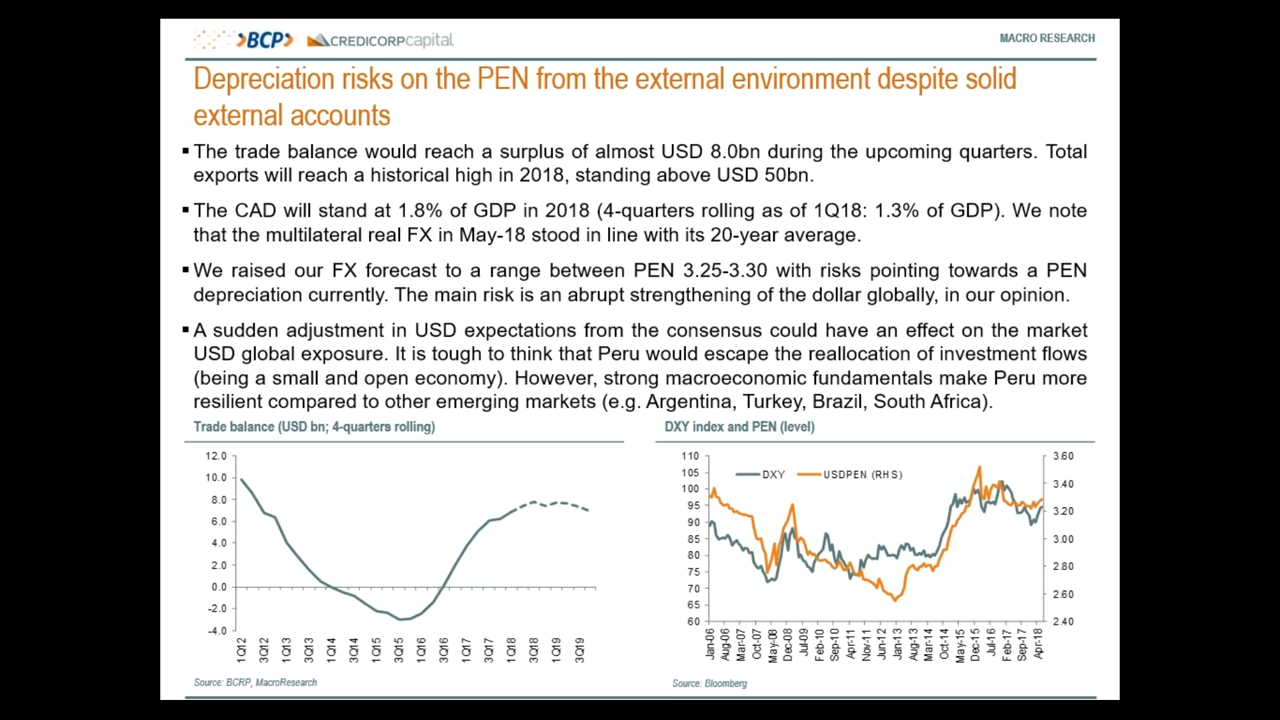 BCP CREDICORPcapital
MACRO RESEARCH
Depreciation risks on the PEN from the external environment despite solid
external accounts
▪ The trade balance would reach a surplus of almost USD 8.0bn during the upcoming quarters. Total
exports will reach a historical high in 2018, standing above USD 50bn.
▪ The CAD will stand at 1.8% of GDP in 2018 (4-quarters rolling as of 1Q18: 1.3% of GDP). We note
that the multilateral real FX in May-18 stood in line with its 20-year average.
▪ We raised our FX forecast to a range between PEN 3.25-3.30 with risks pointing towards a PEN
depreciation currently. The main risk is an abrupt strengthening of the dollar globally, in our opinion.
▪ A sudden adjustment in USD expectations from the consensus could have an effect on the market
USD global exposure. It is tough to think that Peru would escape the reallocation of investment flows
(being a small and open economy). However, strong macroeconomic fundamentals make Peru more
resilient compared to other emerging markets (e.g. Argentina, Turkey, Brazil, South Africa).
Trade balance (USD bn; 4-quarters rolling)
12.0
10.0
8.0
6.0
4.0
2.0
0.0
-2.0
-4.0
1Q12 3Q12 1Q13 3Q13 1Q14 3Q14 1Q15 3Q15 1Q16 3Q16 1Q17 3Q17 1Q18 3Q18 1Q19 3Q19
Source: BCRP, MacroResearch
DXY index and PEN (level)
DXY USDPEN (RHS)
110
105
100
95
90
85
80
75
70
65
60
3.60
3.40
3.20
3.00
2.80
2.60
2.40
Jan-06 Aug-06 Mar-07 Oct-07 May-08 Dec-08 Jul-09 Feb-10 Sep-10 Apr-11 Nov-11 Jun-12 Jan-13 Aug-13 Mar-14 Oct-14 May-15 Dec-15 Jul-16 Feb-17 Sep-17 Apr-18
Source: Bloomberg